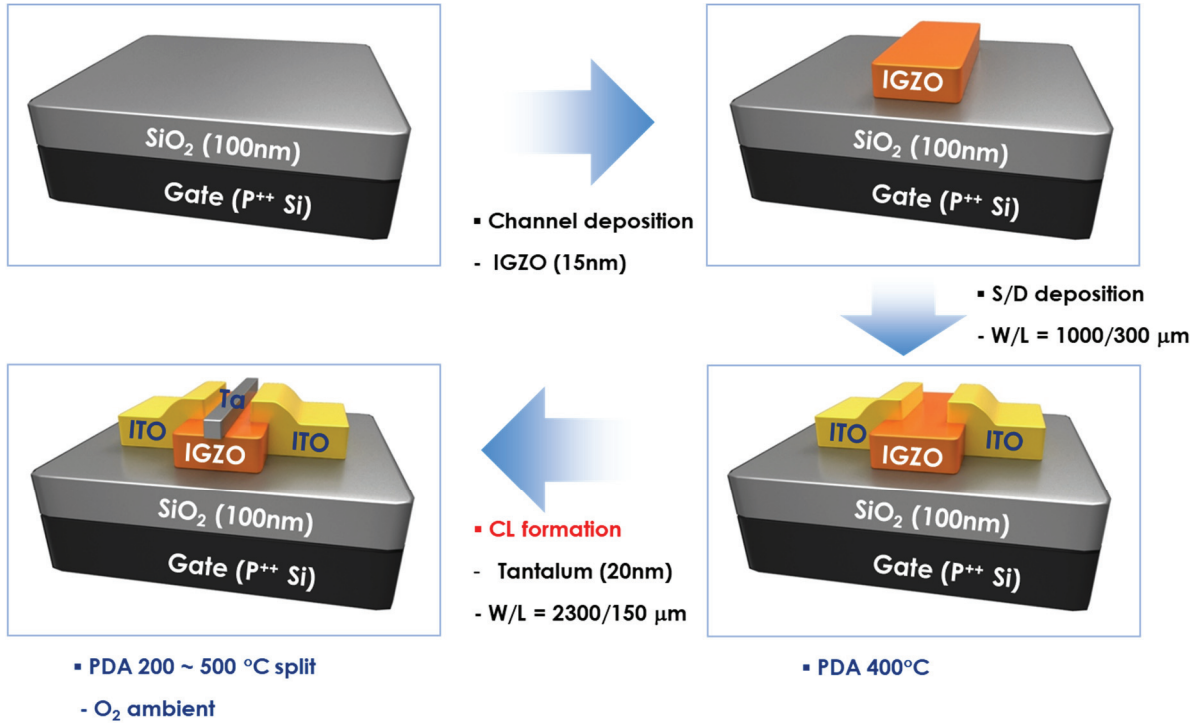 SiO₂ (100nm)
Gate (P⁺⁺ Si)
▪ Channel deposition
- IGZO (15nm)
IGZO
SiO₂ (100nm)
Gate (P⁺⁺ Si)
▪ S/D deposition
- W/L = 1000/300 μm
ITO
IGZO
ITO
SiO₂ (100nm)
Gate (P⁺⁺ Si)
▪ PDA 400°C
▪ CL formation
- Tantalum (20nm)
- W/L = 2300/150 μm
Ta
ITO
IGZO
ITO
SiO₂ (100nm)
Gate (P⁺⁺ Si)
▪ PDA 200 ~ 500 °C split
- O₂ ambient